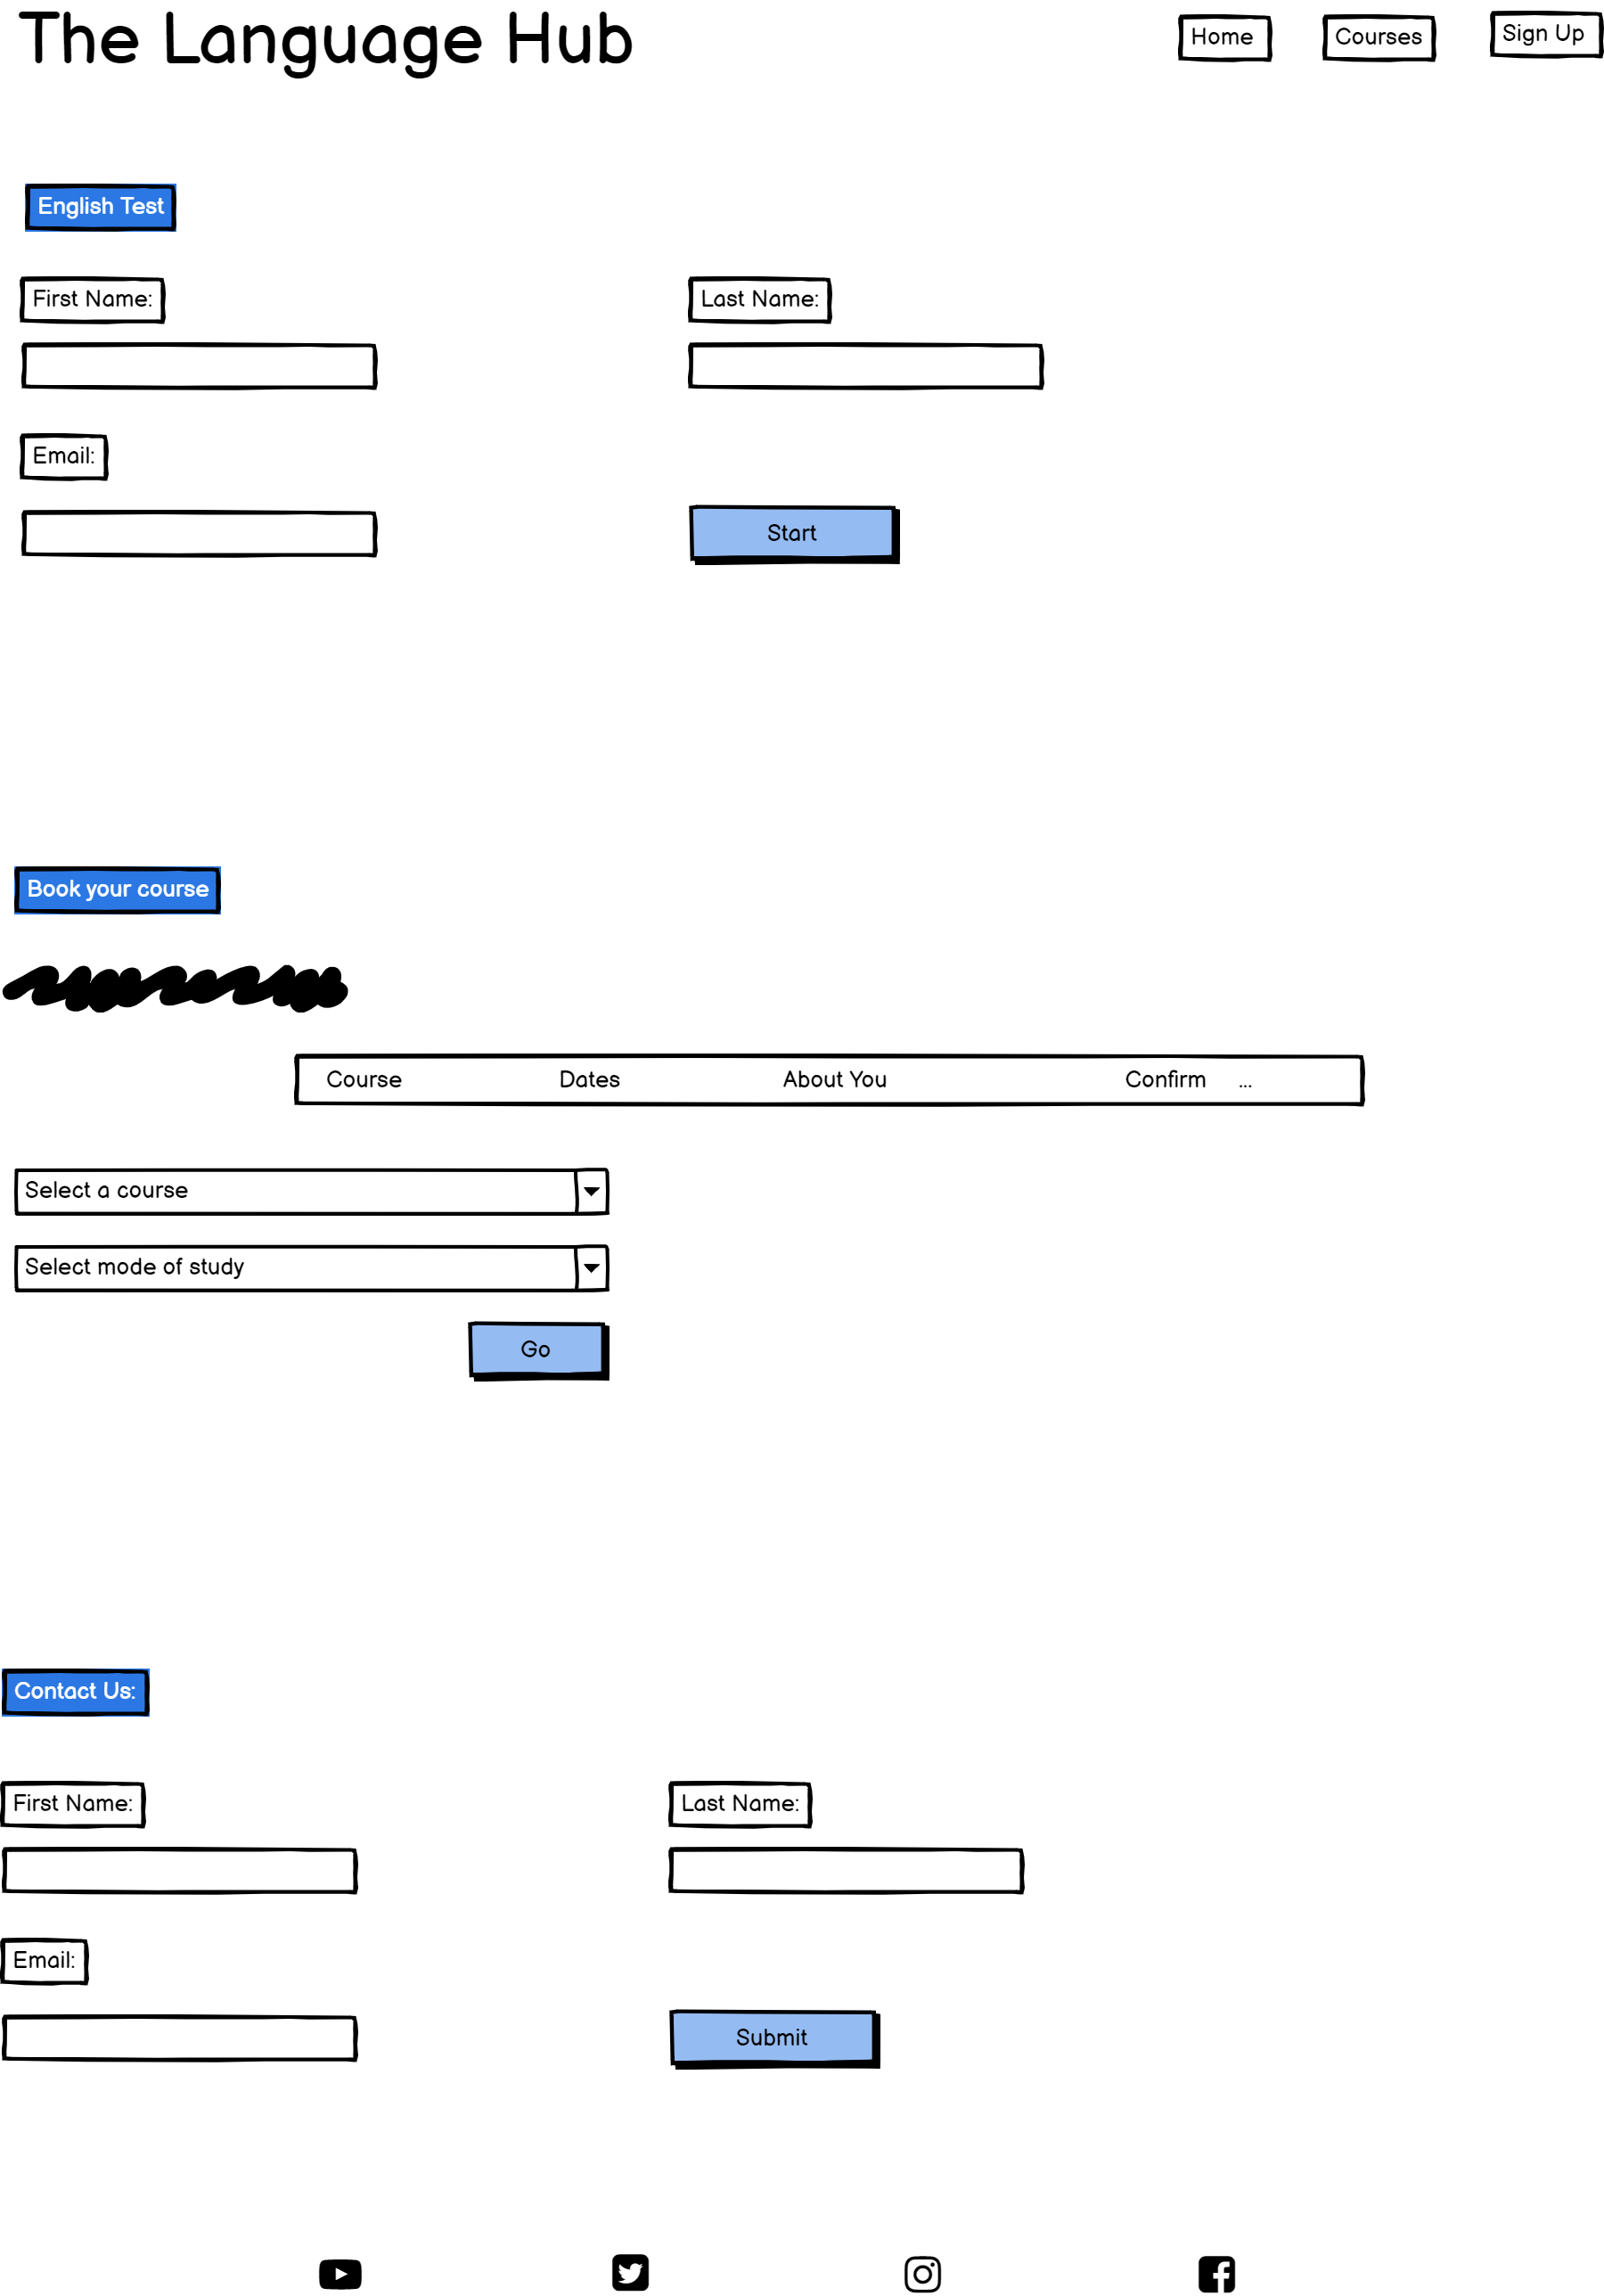 The Language Hub
Home Courses Sign Up
English Test
First Name: Last Name:
Email:
Start
Book your course
Course Dates About You Confirm ...
Select a course
Select mode of study
Go
Contact Us:
First Name: Last Name:
Email:
Submit